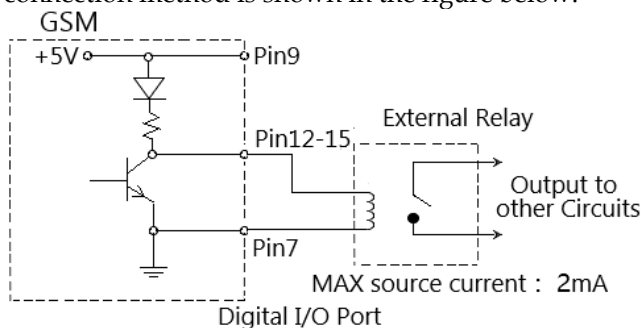 connection method is shown in the figure below:
GSM
+5V
Pin9
External Relay
Pin12-15
Output to
other Circuits
Pin7
MAX source current : 2mA
Digital I/O Port